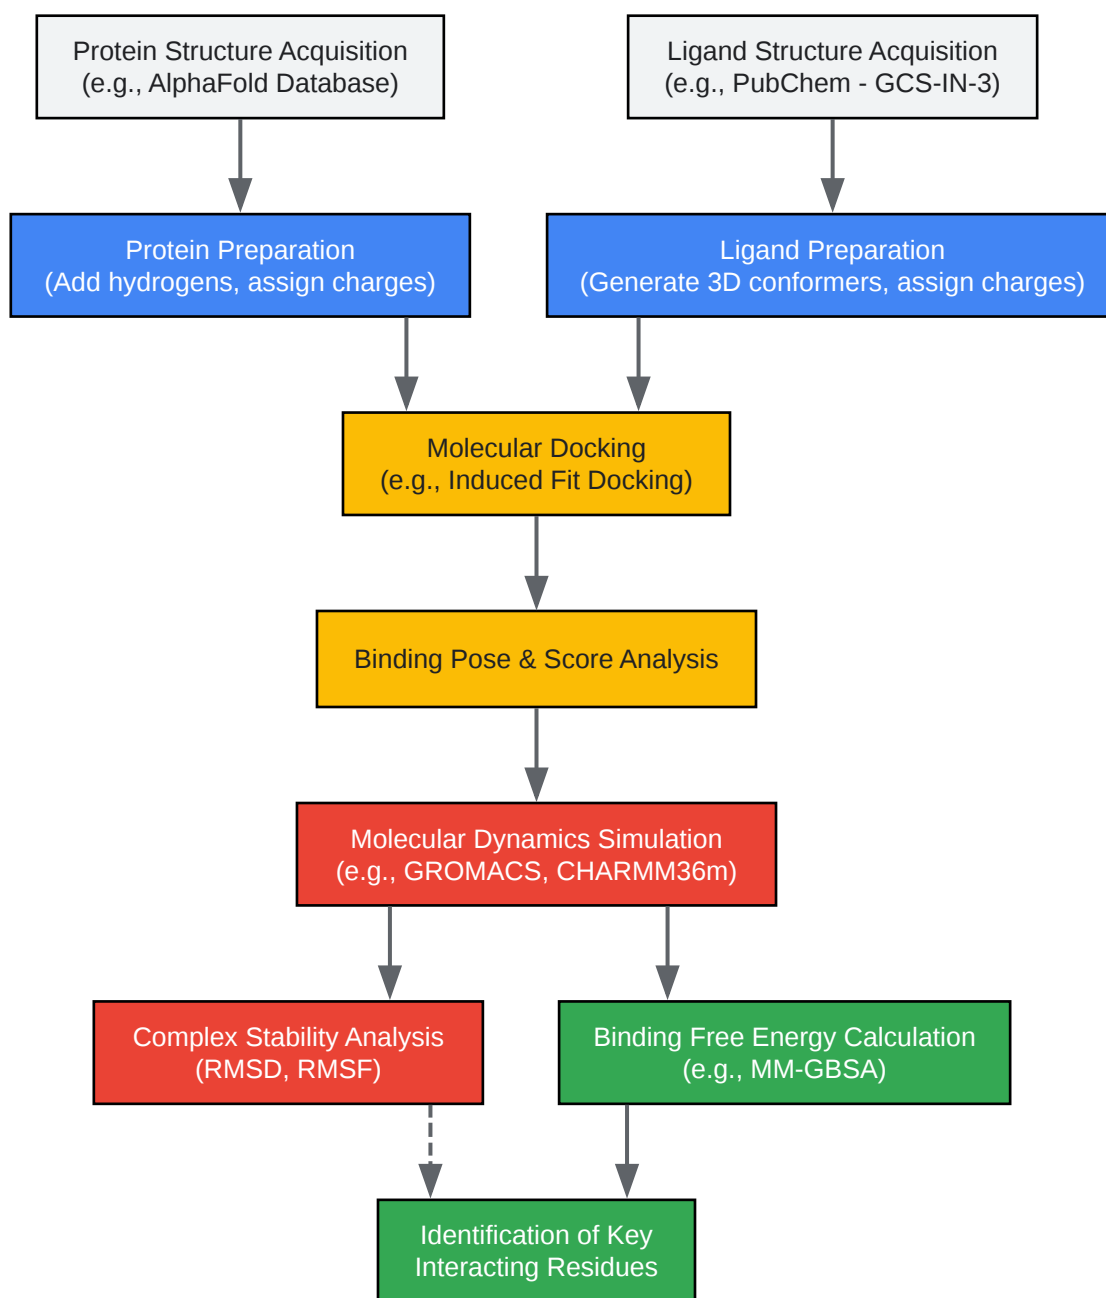 Protein Structure Acquisition
(e.g., AlphaFold Database)
Ligand Structure Acquisition
(e.g., PubChem - GCS-IN-3)
Protein Preparation
(Add hydrogens, assign charges)
Ligand Preparation
(Generate 3D conformers, assign charges)
Molecular Docking
(e.g., Induced Fit Docking)
Binding Pose & Score Analysis
Molecular Dynamics Simulation
(e.g., GROMACS, CHARMM36m)
Complex Stability Analysis
(RMSD, RMSF)
Binding Free Energy Calculation
(e.g., MM-GBSA)
Identification of Key
Interacting Residues